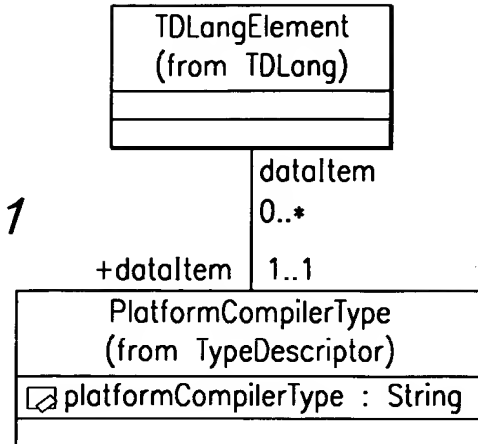 TDLangElement
(from TDLang)
dataItem
0..*
1
+dataItem 1..1
PlatformCompilerType
(from TypeDescriptor)
platformCompilerType : String